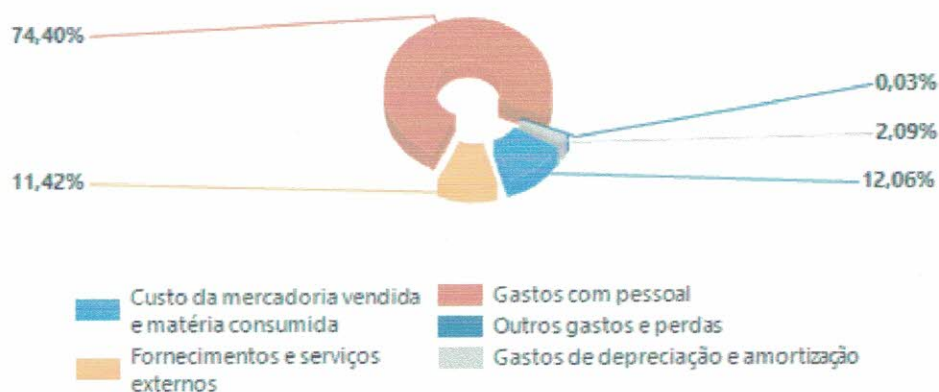 74,40%
0,03%
2,09%
11,42%
12,06%
Custo da mercadoria vendida
e matéria consumida
Fornecimentos e serviços
externos
Gastos com pessoal
Outros gastos e perdas
Gastos de depreciação e amortização